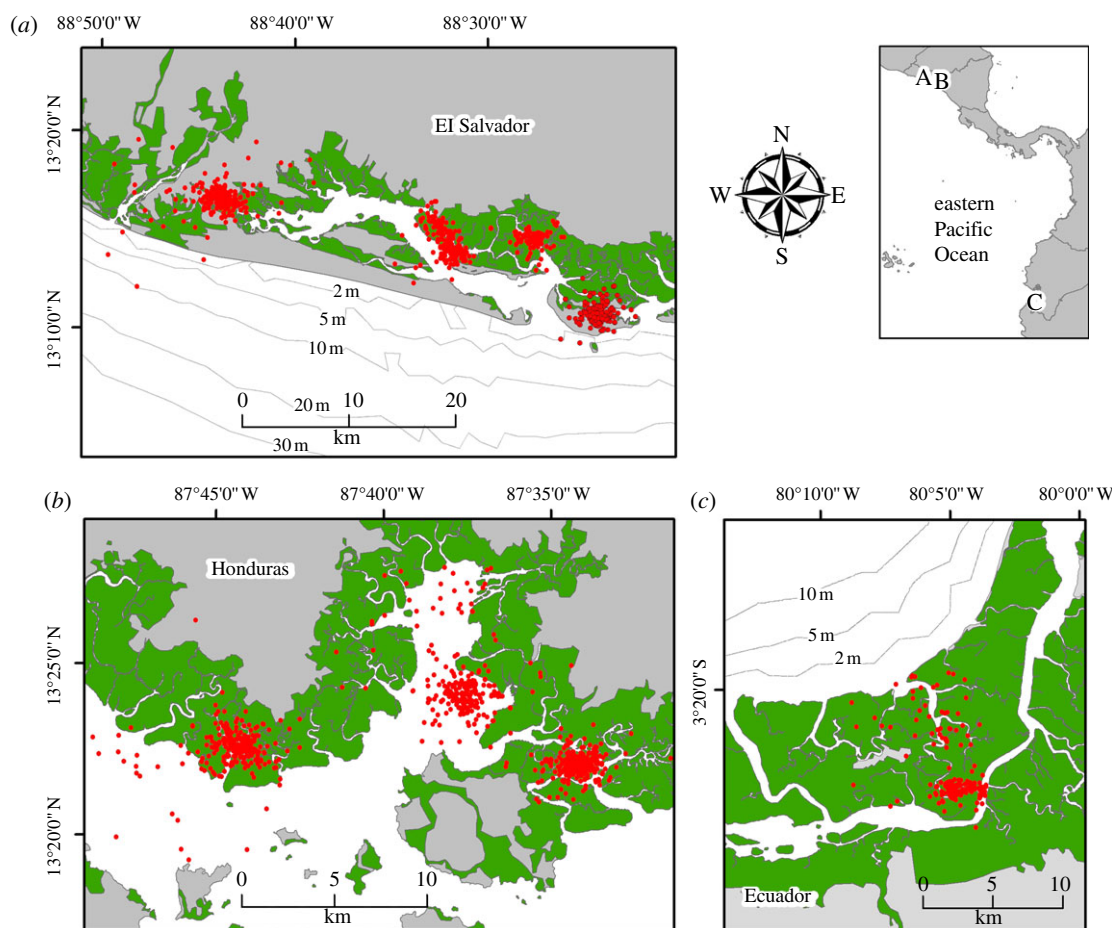 (a)
88°50'0" W 88°40'0" W 88°30'0" W
13°20'0" N
13°10'0" N
El Salvador
2 m
5 m
10 m
20 m
30 m
0 10 20
km
N
W E
S
A B
eastern
Pacific
Ocean
C
(b)
87°45'0" W 87°40'0" W 87°35'0" W
13°25'0" N
13°20'0" N
Honduras
0 5 10
km
(c)
80°10'0" W 80°5'0" W 80°0'0" W
3°20'0" S
10 m
5 m
2 m
Ecuador
0 5 10
km